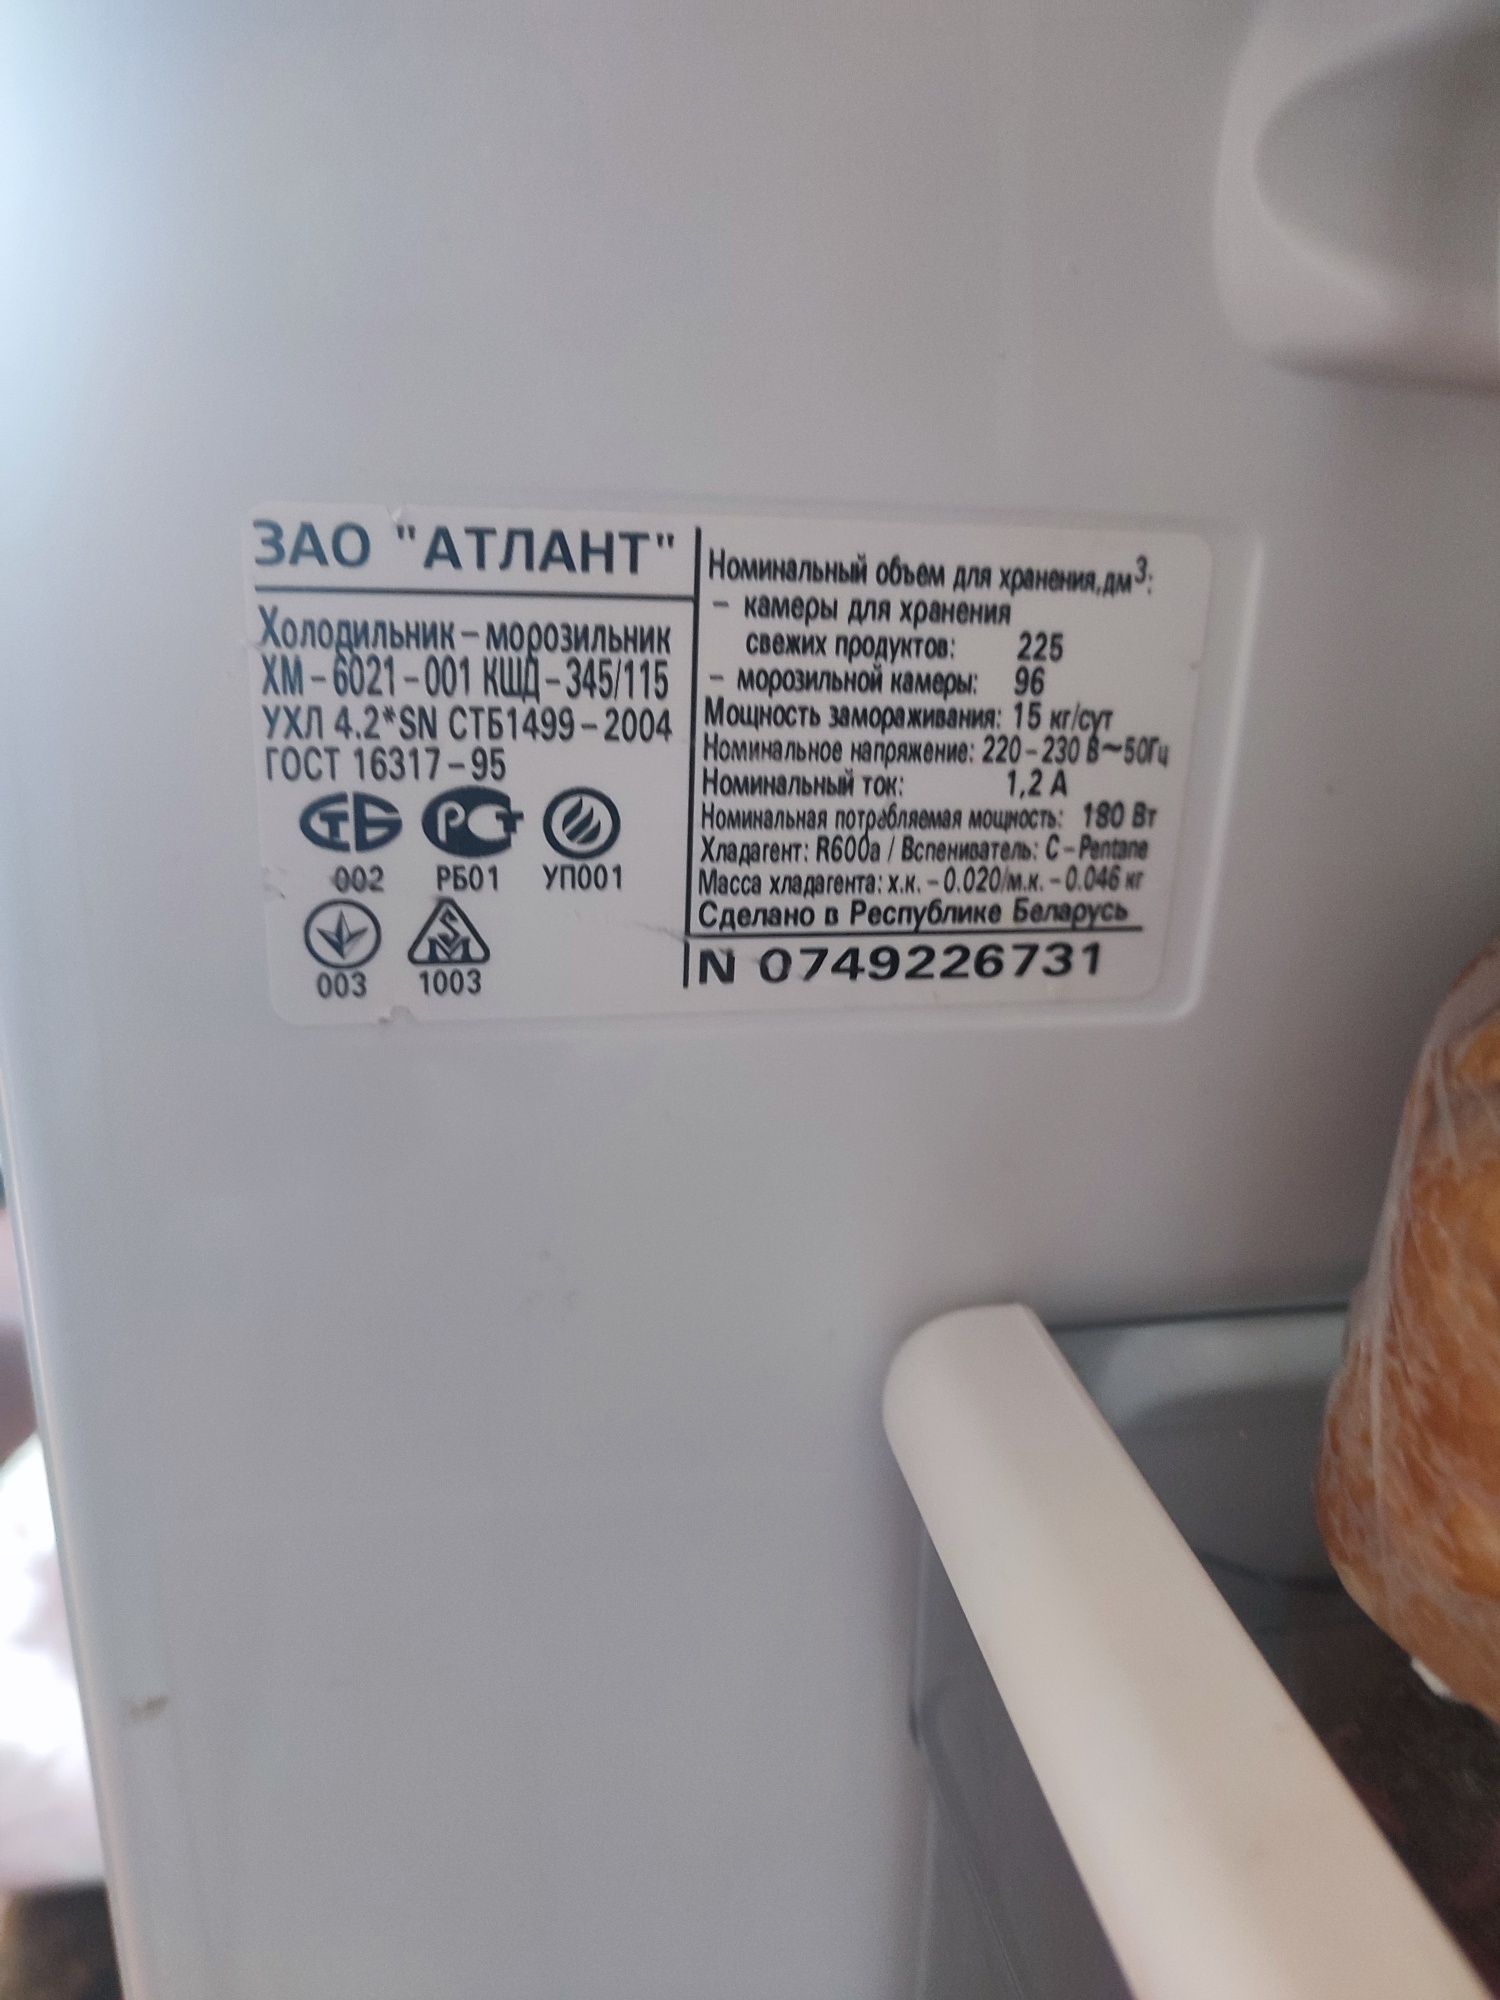 ЗАО "АТЛАНТ"
Холодильник – морозильник
ХМ – 6021 – 001 КШД – 345/115
УХЛ 4.2*SN СТБ1499 – 2004
ГОСТ 16317 – 95
СТБ РСТ
002 РБ01 УП001
003 1003
Номинальный объем для хранения,дм³:
– камеры для хранения
свежих продуктов: 225
– морозильной камеры: 96
Мощность замораживания: 15 кг/сут
Номинальное напряжение: 220 – 230 В~50Гц
Номинальный ток: 1,2 А
Номинальная потребляемая мощность: 180 Вт
Хладагент: R600a / Вспениватель: C – Pentane
Масса хладагента: х.к. – 0.020/м.к. – 0.046 кг
Сделано в Республике Беларусь
N 0749226731